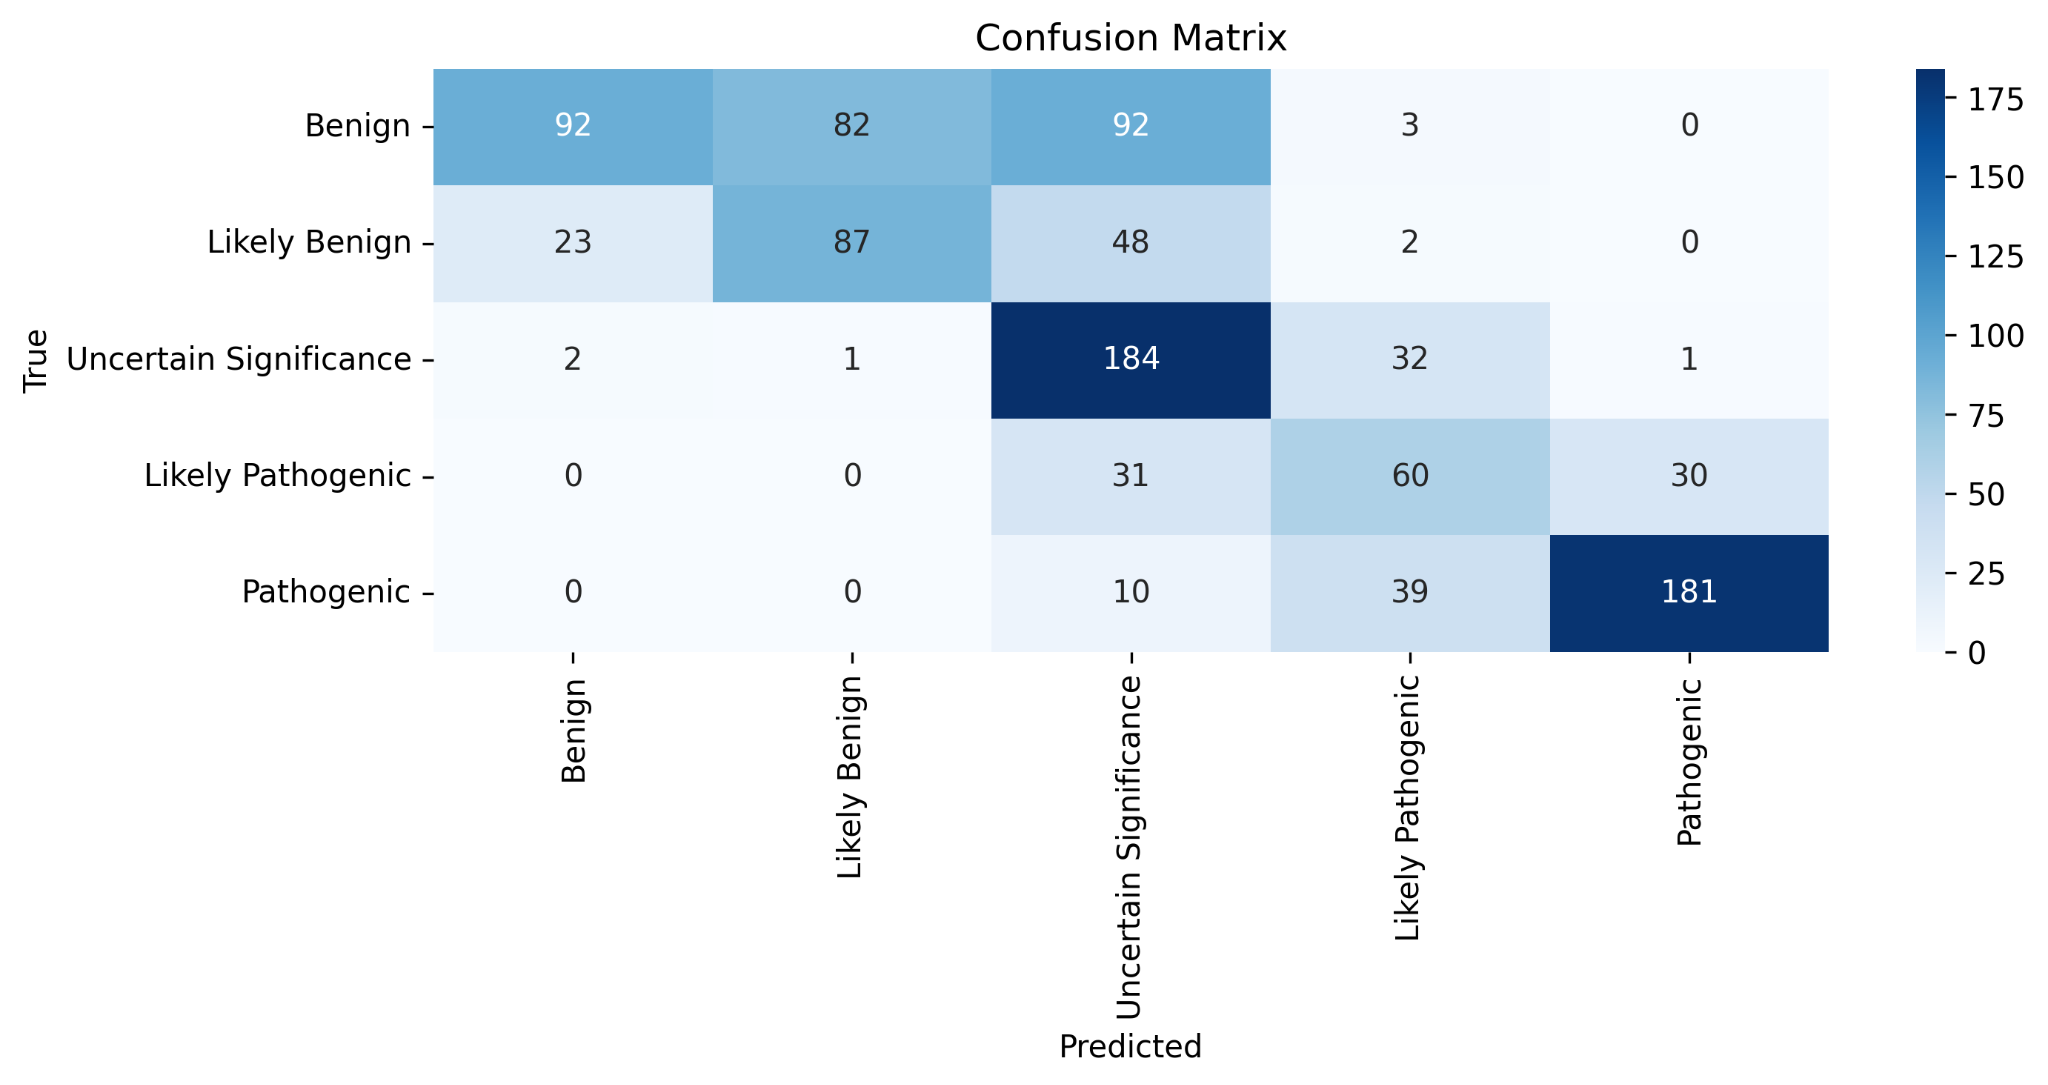 Confusion Matrix
Benign 92 82 92 3 0
Likely Benign 23 87 48 2 0
Uncertain Significance 2 1 184 32 1
Likely Pathogenic 0 0 31 60 30
Pathogenic 0 0 10 39 181
True
Benign
Likely Benign
Uncertain Significance
Likely Pathogenic
Pathogenic
Predicted
175
150
125
100
75
50
25
0